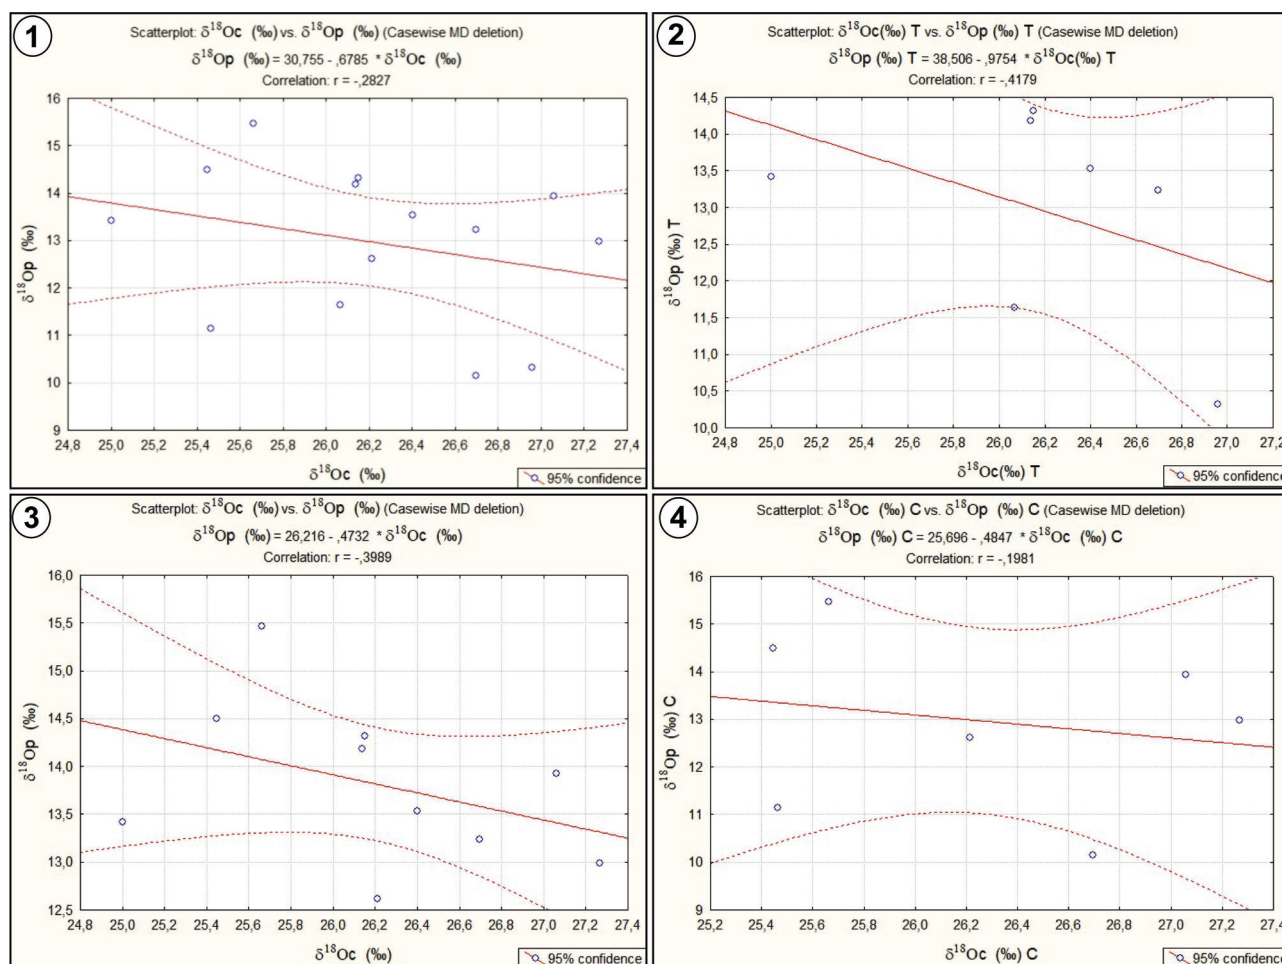 1
Scatterplot: δ¹⁸Oc (‰) vs. δ¹⁸Op (‰) (Casewise MD deletion)
δ¹⁸Op (‰) = 30,755 - ,6785 * δ¹⁸Oc (‰)
Correlation: r = -,2827
16
15
14
13
12
11
10
9
δ¹⁸Op (‰)
24,8 25,0 25,2 25,4 25,6 25,8 26,0 26,2 26,4 26,6 26,8 27,0 27,2 27,4
δ¹⁸Oc (‰)
95% confidence
2
Scatterplot: δ¹⁸Oc(‰) T vs. δ¹⁸Op (‰) T (Casewise MD deletion)
δ¹⁸Op (‰) T = 38,506 - ,9754 * δ¹⁸Oc(‰) T
Correlation: r = -,4179
14,5
14,0
13,5
13,0
12,5
12,0
11,5
11,0
10,5
10,0
δ¹⁸Op (‰) T
24,8 25,0 25,2 25,4 25,6 25,8 26,0 26,2 26,4 26,6 26,8 27,0 27,2
δ¹⁸Oc(‰) T
95% confidence
3
Scatterplot: δ¹⁸Oc (‰) vs. δ¹⁸Op (‰) (Casewise MD deletion)
δ¹⁸Op (‰) = 26,216 - ,4732 * δ¹⁸Oc (‰)
Correlation: r = -,3989
16,0
15,5
15,0
14,5
14,0
13,5
13,0
12,5
δ¹⁸Op (‰)
24,8 25,0 25,2 25,4 25,6 25,8 26,0 26,2 26,4 26,6 26,8 27,0 27,2 27,4
δ¹⁸Oc (‰)
95% confidence
4
Scatterplot: δ¹⁸Oc (‰) C vs. δ¹⁸Op (‰) C (Casewise MD deletion)
δ¹⁸Op (‰) C = 25,696 - ,4847 * δ¹⁸Oc (‰) C
Correlation: r = -,1981
16
15
14
13
12
11
10
9
δ¹⁸Op (‰) C
25,2 25,4 25,6 25,8 26,0 26,2 26,4 26,6 26,8 27,0 27,2 27,4
δ¹⁸Oc (‰) C
95% confidence